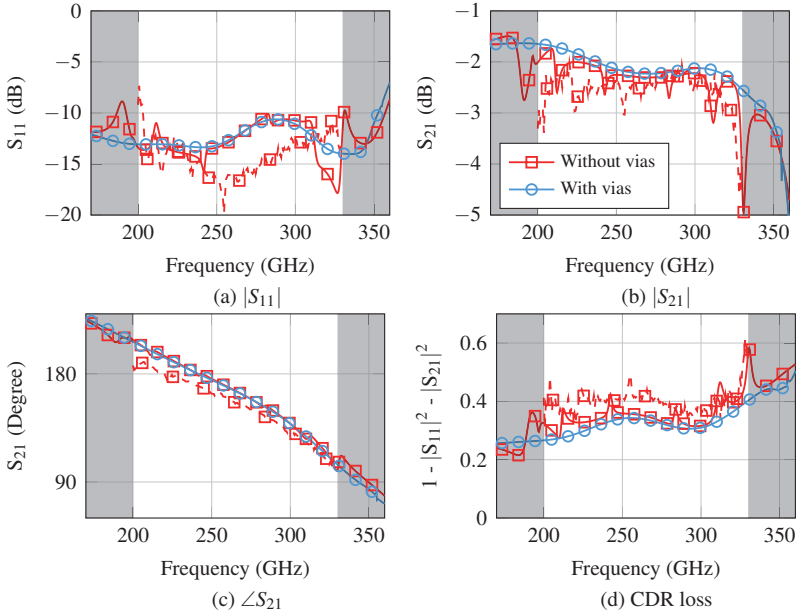 −5
−10
−15
−20
S11
(dB)
200
250
300
350
Frequency (GHz)
(a) |S11|
−1
−2
−3
−4
−5
S21
(dB)
Without vias
With vias
200
250
300
350
Frequency (GHz)
(b) |S21|
180
90
S21 (Degree)
200
250
300
350
Frequency (GHz)
(c) ∠S21
0.6
0.4
0.2
0
1 - |S11|2 - |S21|2
200
250
300
350
Frequency (GHz)
(d) CDR loss